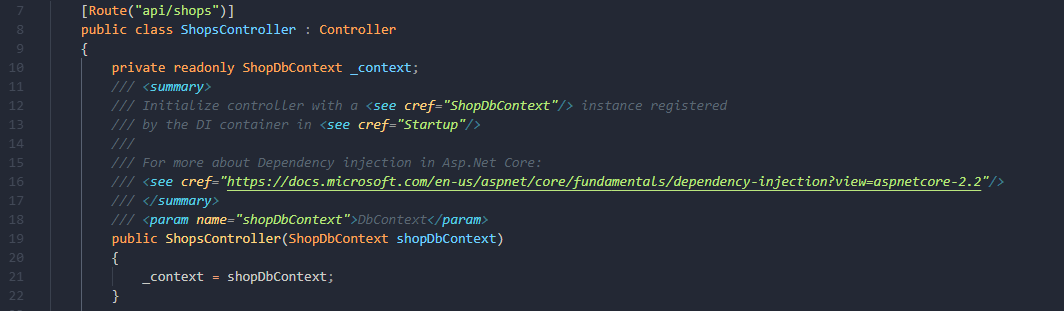 7 [Route("api/shops")]
8 public class ShopsController : Controller
9 {
10 private readonly ShopDbContext _context;
11 /// <summary>
12 /// Initialize controller with a <see cref="ShopDbContext"/> instance registered
13 /// by the DI container in <see cref="Startup"/>
14 ///
15 /// For more about Dependency injection in Asp.Net Core:
16 /// <see cref="https://docs.microsoft.com/en-us/aspnet/core/fundamentals/dependency-injection?view=aspnetcore-2.2"/>
17 /// </summary>
18 /// <param name="shopDbContext">DbContext</param>
19 public ShopsController(ShopDbContext shopDbContext)
20 {
21 _context = shopDbContext;
22 }